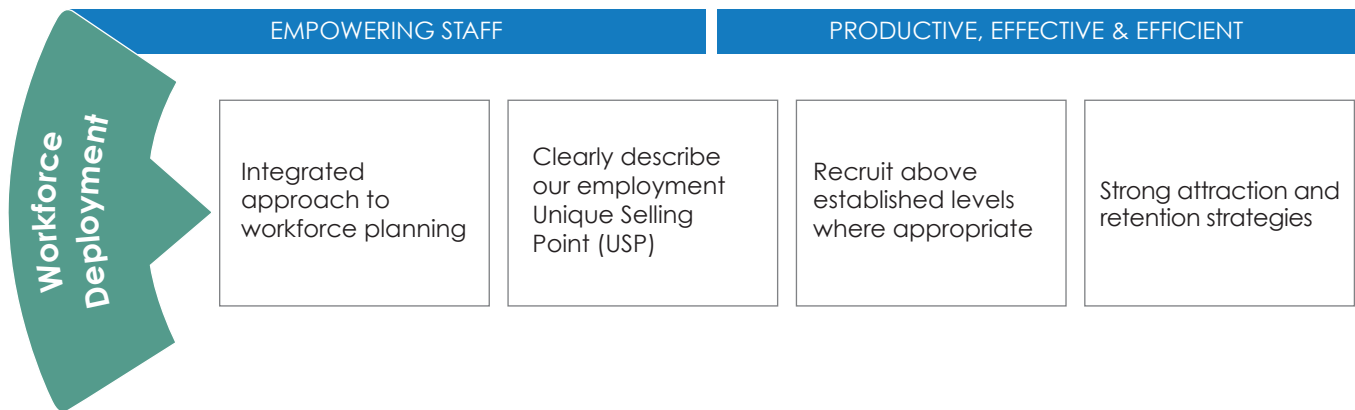 EMPOWERING STAFF
PRODUCTIVE, EFFECTIVE & EFFICIENT
Workforce
Deployment
Integrated
approach to
workforce planning
Clearly describe
our employment
Unique Selling
Point (USP)
Recruit above
established levels
where appropriate
Strong attraction and
retention strategies